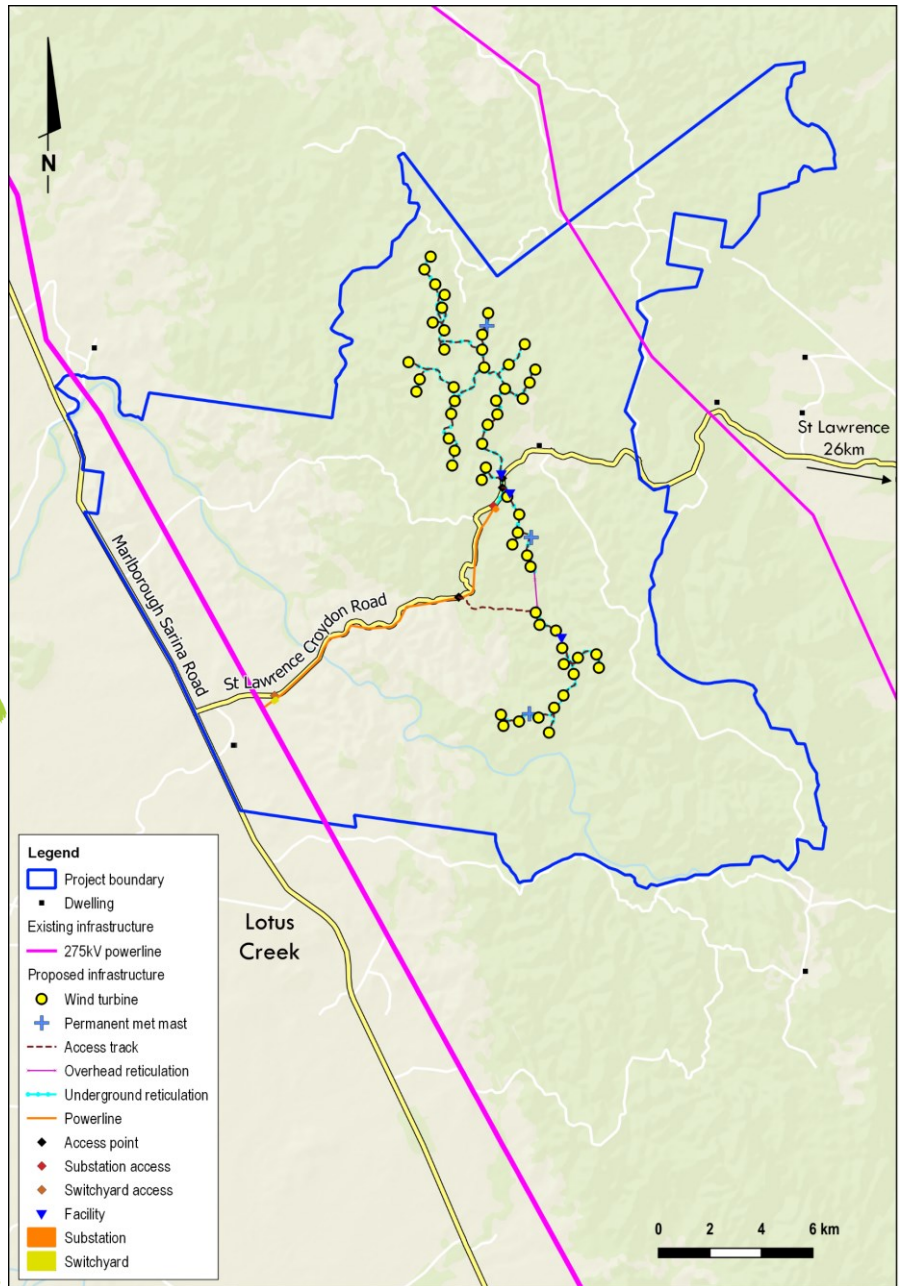 N
St Lawrence
26km
Marlborough Sarina Road
St Lawrence Croydon Road
Lotus
Creek
Legend
Project boundary
Dwelling
Existing infrastructure
275kV powerline
Proposed infrastructure
Wind turbine
Permanent met mast
Access track
Overhead reticulation
Underground reticulation
Powerline
Access point
Substation access
Switchyard access
Facility
Substation
Switchyard
0 2 4 6 km